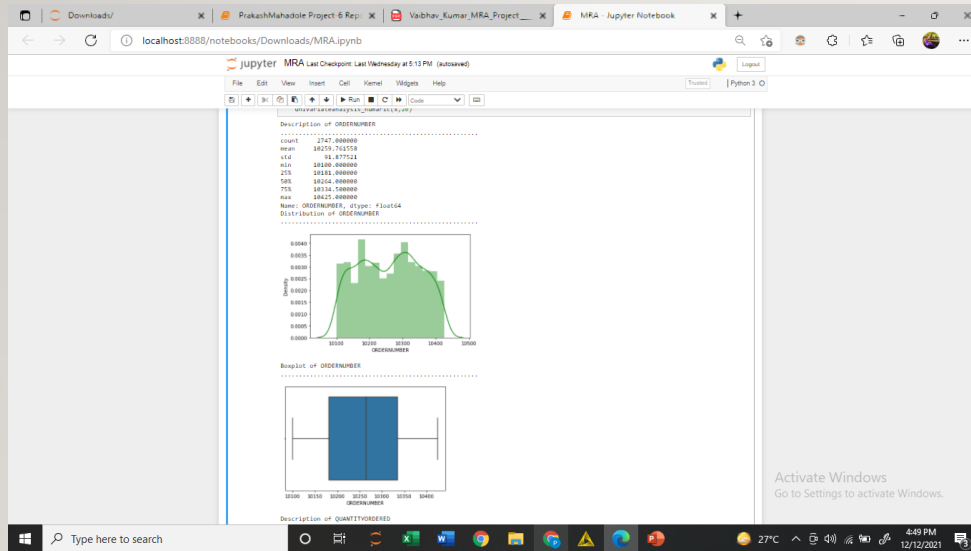 Downloads/
PrakashMahadole Project-6 Rep
Vaibhav_Kumar_MRA_Project__
MRA - Jupyter Notebook
localhost:8888/notebooks/Downloads/MRA.ipynb
jupyter MRA Last Checkpoint: Last Wednesday at 5:13 PM (autosaved)
Logout
File Edit View Insert Cell Kernel Widgets Help
Trusted Python 3
Run Code
Description of ORDERNUMBER
count 2747.000000
mean 10259.761558
std 91.877521
min 10100.000000
25% 10181.000000
50% 10264.000000
75% 10334.500000
max 10425.000000
Name: ORDERNUMBER, dtype: float64
Distribution of ORDERNUMBER
0.0040
0.0035
0.0030
0.0025
0.0020
0.0015
0.0010
0.0005
0.0000
Density
10100 10200 10300 10400 10500
ORDERNUMBER
Boxplot of ORDERNUMBER
10100 10150 10200 10250 10300 10350 10400
ORDERNUMBER
Description of QUANTITYORDERED
Activate Windows
Go to Settings to activate Windows.
Type here to search
27°C
4:49 PM
12/12/2021
3